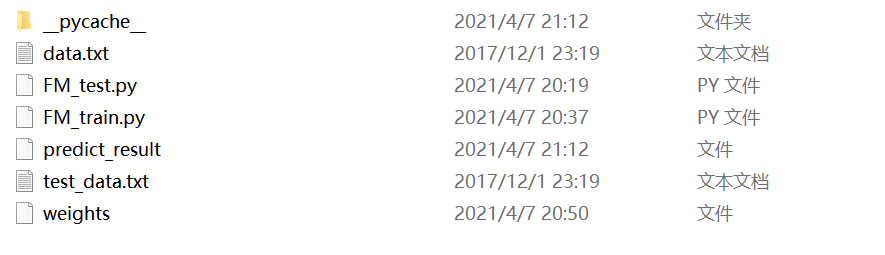 __pycache__ 2021/4/7 21:12 文件夹
data.txt 2017/12/1 23:19 文本文档
FM_test.py 2021/4/7 20:19 PY 文件
FM_train.py 2021/4/7 20:37 PY 文件
predict_result 2021/4/7 21:12 文件
test_data.txt 2017/12/1 23:19 文本文档
weights 2021/4/7 20:50 文件